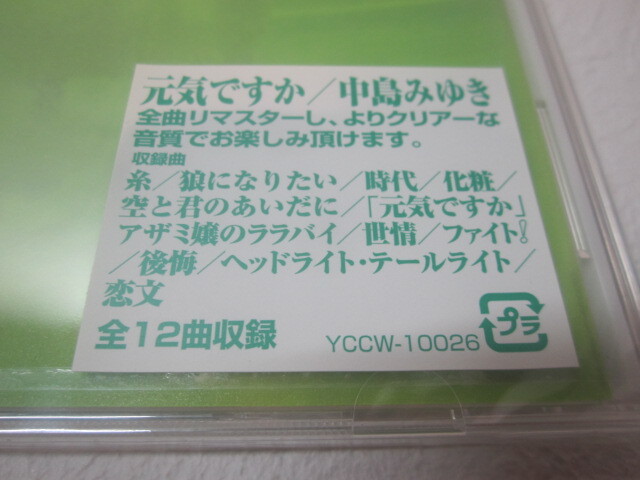 元気ですか/中島みゆき
全曲リマスターし、よりクリアーな
音質でお楽しみ頂けます。
収録曲
糸/狼になりたい/時代/化粧/
空と君のあいだに/「元気ですか」
アザミ嬢のララバイ/世情/ファイト!
/後悔/ヘッドライト・テールライト/
恋文
全12曲収録 YCCW-10026 プラ